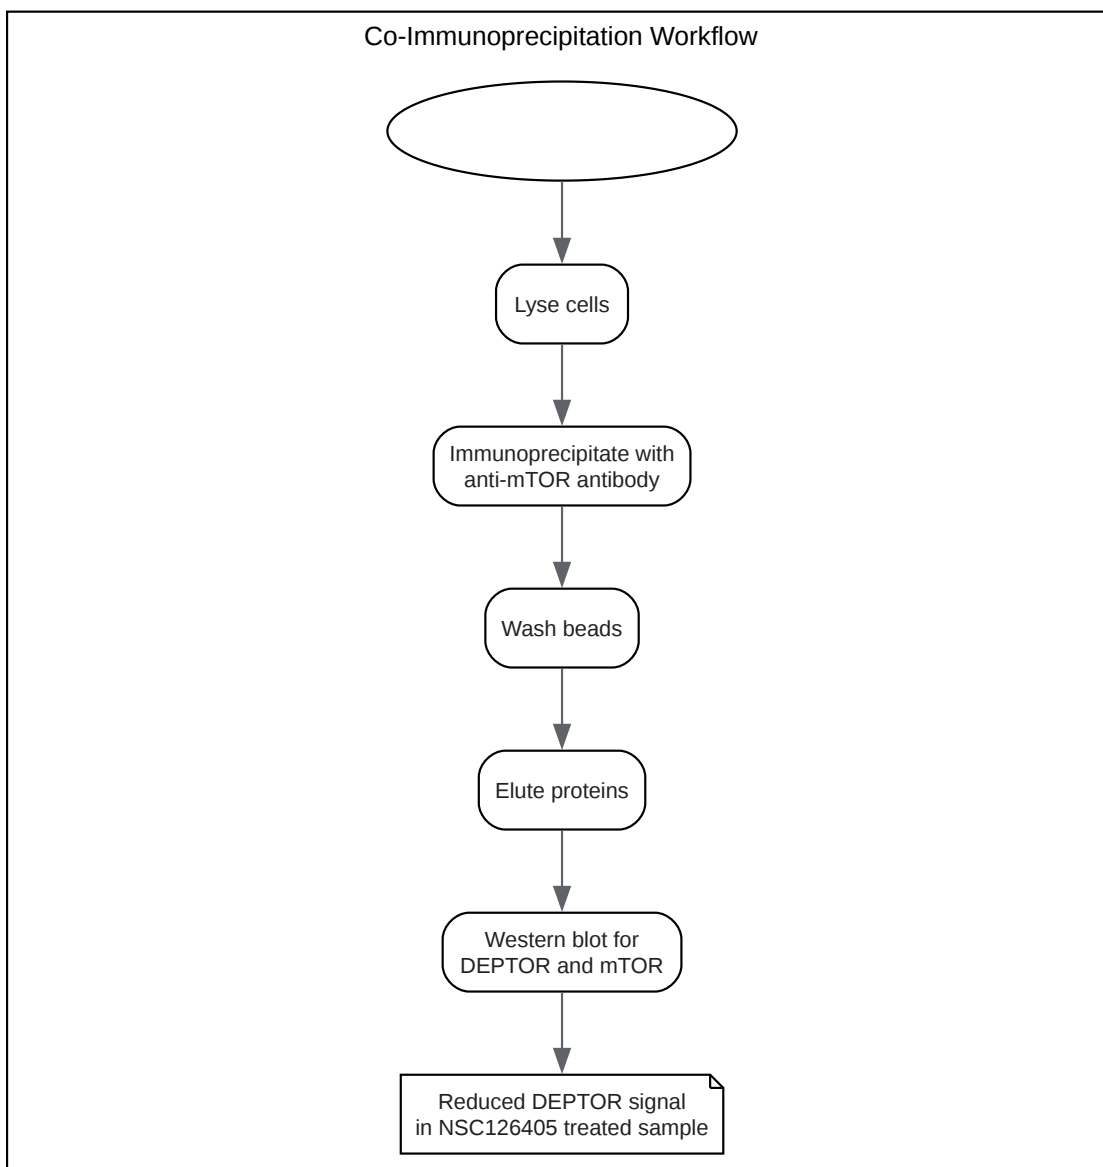 Co-Immunoprecipitation Workflow
Lyse cells
Immunoprecipitate with
anti-mTOR antibody
Wash beads
Elute proteins
Western blot for
DEPTOR and mTOR
Reduced DEPTOR signal
in NSC126405 treated sample